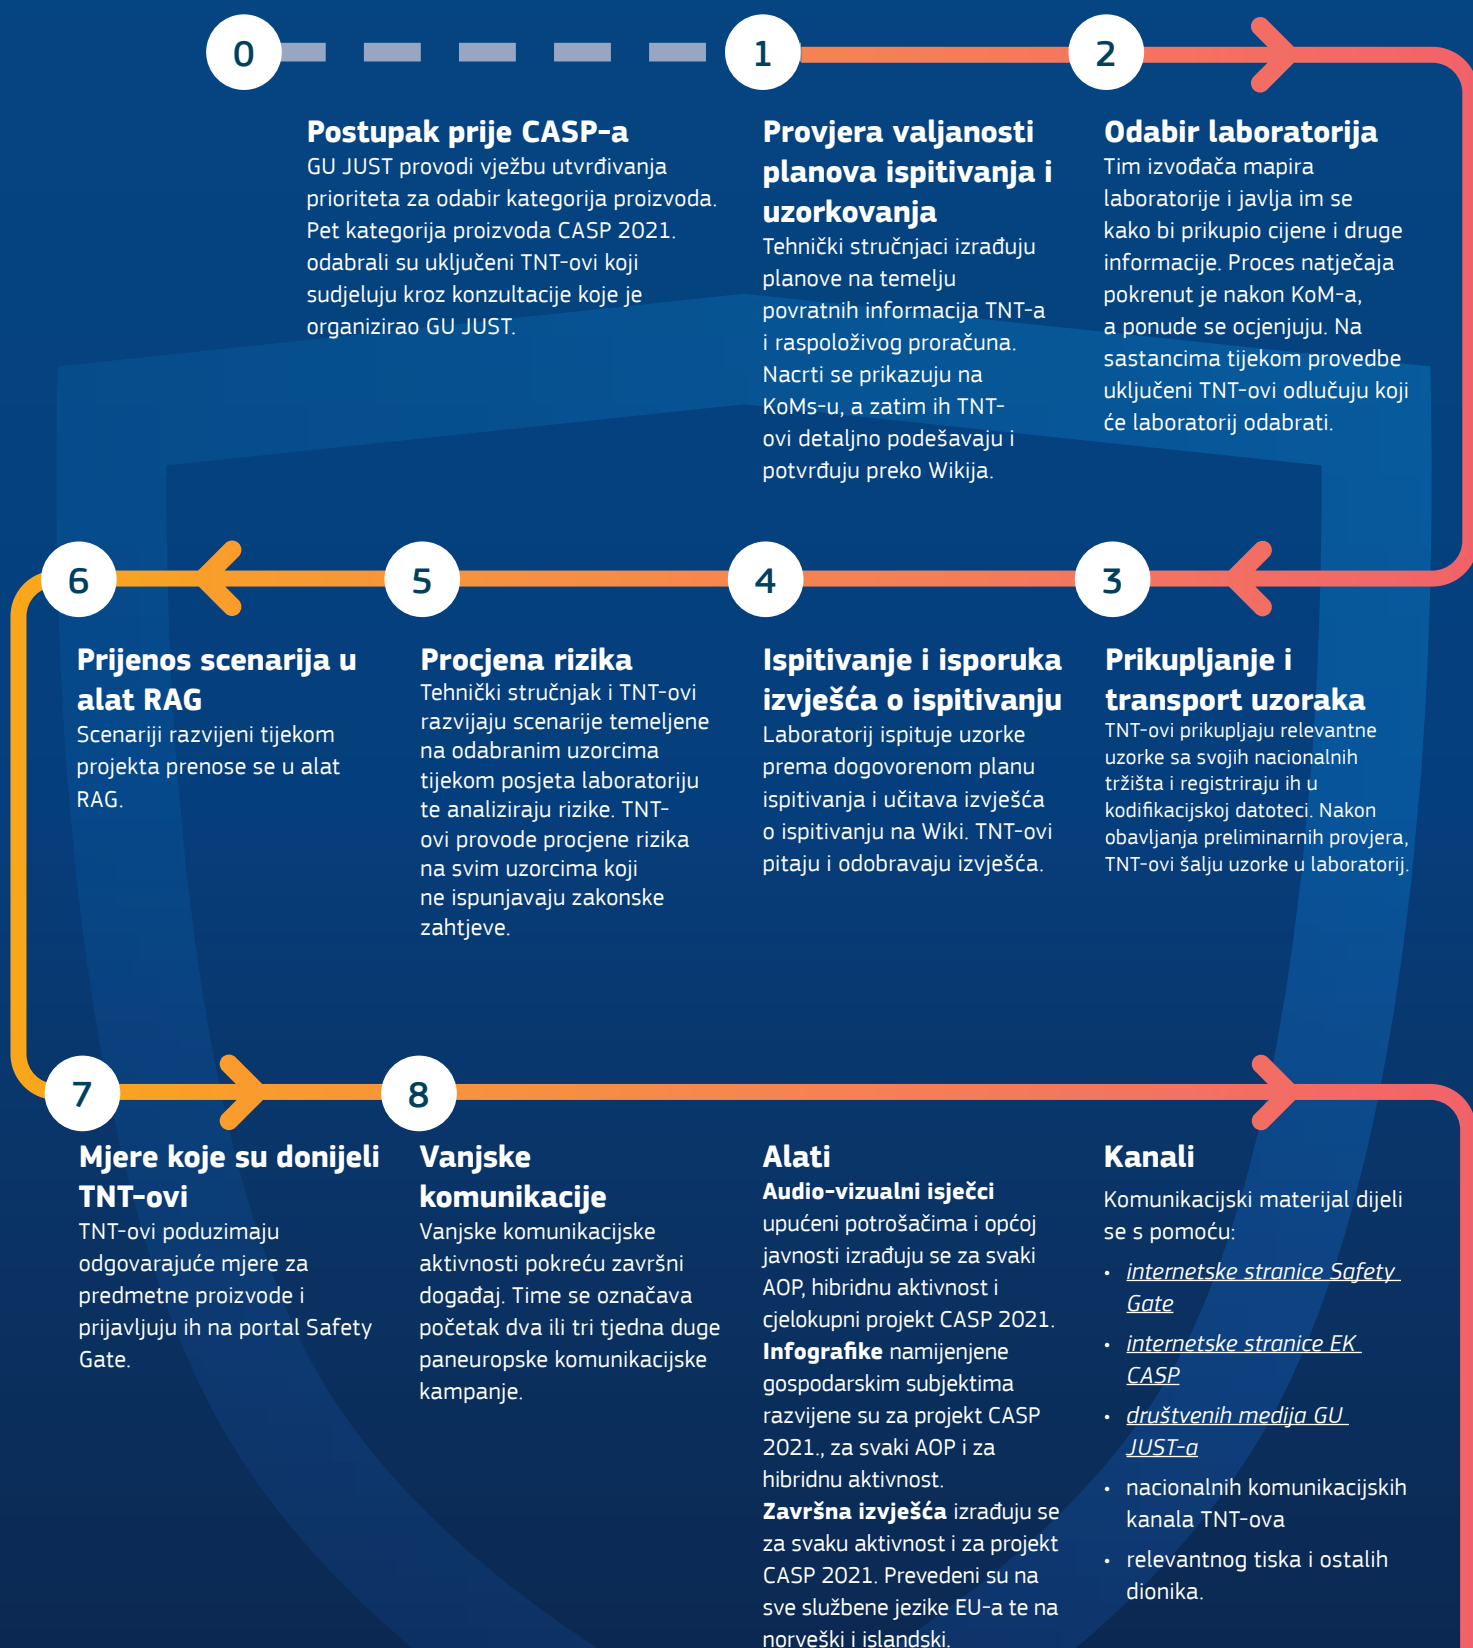 0
Postupak prije CASP-a
GU JUST provodi vježbu utvrđivanja
prioriteta za odabir kategorija proizvoda.
Pet kategorija proizvoda CASP 2021.
odabrali su uključeni TNT-ovi koji
sudjeluju kroz konzultacije koje je
organizirao GU JUST.
1
Provjera valjanosti
planova ispitivanja i
uzorkovanja
Tehnički stručnjaci izrađuju
planove na temelju
povratnih informacija TNT-a
i raspoloživog proračuna.
Nacrti se prikazuju na
KoMs-u, a zatim ih TNT-
ovi detaljno podešavaju i
potvrđuju preko Wikija.
2
Odabir laboratorija
Tim izvođača mapira
laboratorije i javlja im se
kako bi prikupio cijene i druge
informacije. Proces natječaja
pokrenut je nakon KoM-a,
a ponude se ocjenjuju. Na
sastancima tijekom provedbe
uključeni TNT-ovi odlučuju koji
će laboratorij odabrati.
3
Prikupljanje i
transport uzoraka
TNT-ovi prikupljaju relevantne
uzorke sa svojih nacionalnih
tržišta i registriraju ih u
kodifikacijskoj datoteci. Nakon
obavljanja preliminarnih provjera,
TNT-ovi šalju uzorke u laboratorij.
4
Ispitivanje i isporuka
izvješća o ispitivanju
Laboratorij ispituje uzorke
prema dogovorenom planu
ispitivanja i učitava izvješća
o ispitivanju na Wiki. TNT-ovi
pitaju i odobravaju izvješća.
5
Procjena rizika
Tehnički stručnjak i TNT-ovi
razvijaju scenarije temeljene
na odabranim uzorcima
tijekom posjeta laboratoriju
te analiziraju rizike. TNT-
ovi provode procjene rizika
na svim uzorcima koji
ne ispunjavaju zakonske
zahtjeve.
6
Prijenos scenarija u
alat RAG
Scenariji razvijeni tijekom
projekta prenose se u alat
RAG.
7
Mjere koje su donijeli
TNT-ovi
TNT-ovi poduzimaju
odgovarajuće mjere za
predmetne proizvode i
prijavljuju ih na portal Safety
Gate.
8
Vanjske
komunikacije
Vanjske komunikacijske
aktivnosti pokreću završni
događaj. Time se označava
početak dva ili tri tjedna duge
paneuropske komunikacijske
kampanje.
Alati
Audio-vizualni isječci
upućeni potrošačima i općoj
javnosti izrađuju se za svaki
AOP, hibridnu aktivnost i
cjelokupni projekt CASP 2021.
Infografike namijenjene
gospodarskim subjektima
razvijene su za projekt CASP
2021., za svaki AOP i za
hibridnu aktivnost.
Završna izvješća izrađuju se
za svaku aktivnost i za projekt
CASP 2021. Prevedeni su na
sve službene jezike EU-a te na
norveški i islandski.
Kanali
Komunikacijski materijal dijeli
se s pomoću:
• internetske stranice Safety
Gate
• internetske stranice EK
CASP
• društvenih medija GU
JUST-a
• nacionalnih komunikacijskih
kanala TNT-ova
• relevantnog tiska i ostalih
dionika.